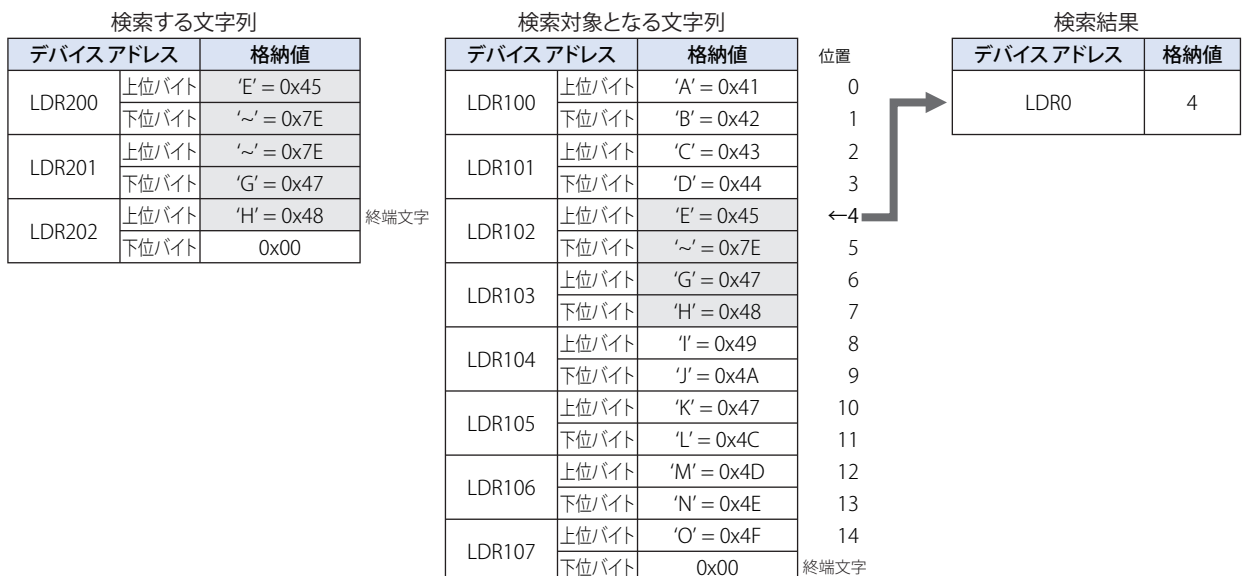 検索する文字列
デバイス アドレス 格納値
LDR200 上位バイト ‘E’ = 0x45
下位バイト ‘~’ = 0x7E
LDR201 上位バイト ‘~’ = 0x7E
下位バイト ‘G’ = 0x47
LDR202 上位バイト ‘H’ = 0x48 終端文字
下位バイト 0x00
検索対象となる文字列
デバイス アドレス 格納値 位置
LDR100 上位バイト ‘A’ = 0x41 0
下位バイト ‘B’ = 0x42 1
LDR101 上位バイト ‘C’ = 0x43 2
下位バイト ‘D’ = 0x44 3
LDR102 上位バイト ‘E’ = 0x45 ←4
下位バイト ‘~’ = 0x7E 5
LDR103 上位バイト ‘G’ = 0x47 6
下位バイト ‘H’ = 0x48 7
LDR104 上位バイト ‘I’ = 0x49 8
下位バイト ‘J’ = 0x4A 9
LDR105 上位バイト ‘K’ = 0x47 10
下位バイト ‘L’ = 0x4C 11
LDR106 上位バイト ‘M’ = 0x4D 12
下位バイト ‘N’ = 0x4E 13
LDR107 上位バイト ‘O’ = 0x4F 14
下位バイト 0x00 終端文字
検索結果
デバイス アドレス 格納値
LDR0 4